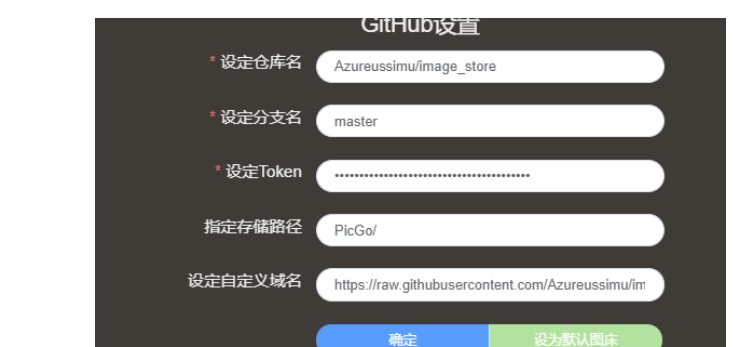 GitHub设置
* 设定仓库名 Azureussimu/image_store
* 设定分支名 master
* 设定Token ••••••••••••••••••••••••••••••••••••••••
指定存储路径 PicGo/
设定自定义域名 https://raw.githubusercontent.com/Azureussimu/im
确定 设为默认图床